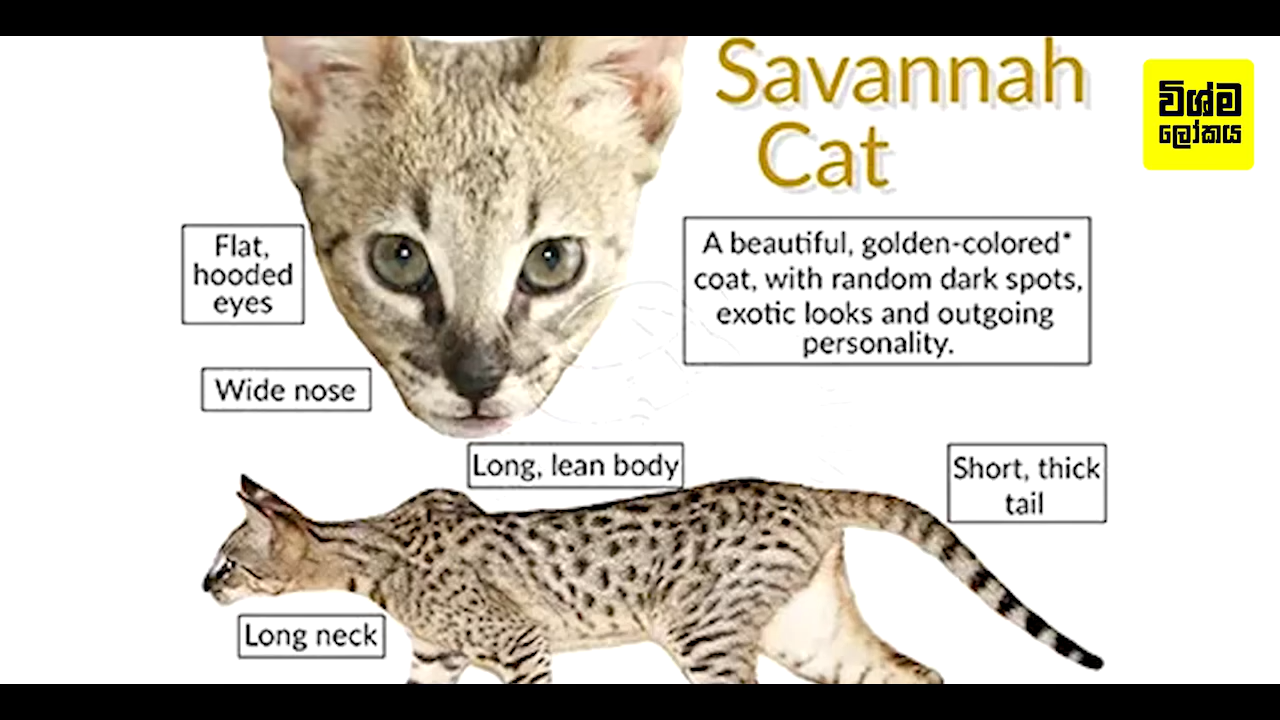 Savannah
Cat
විශ්ම
ලෝකය
Flat,
hooded
eyes
A beautiful, golden-colored*
coat, with random dark spots,
exotic looks and outgoing
personality.
Wide nose
Long, lean body
Short, thick
tail
Long neck